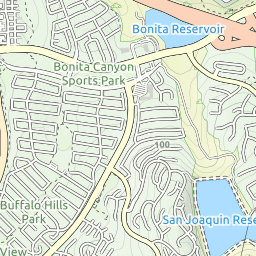 Bonita Reservoir
Bonita Canyon
Sports Park
100
Buffalo Hills
Park
San Joaquin Rese
View